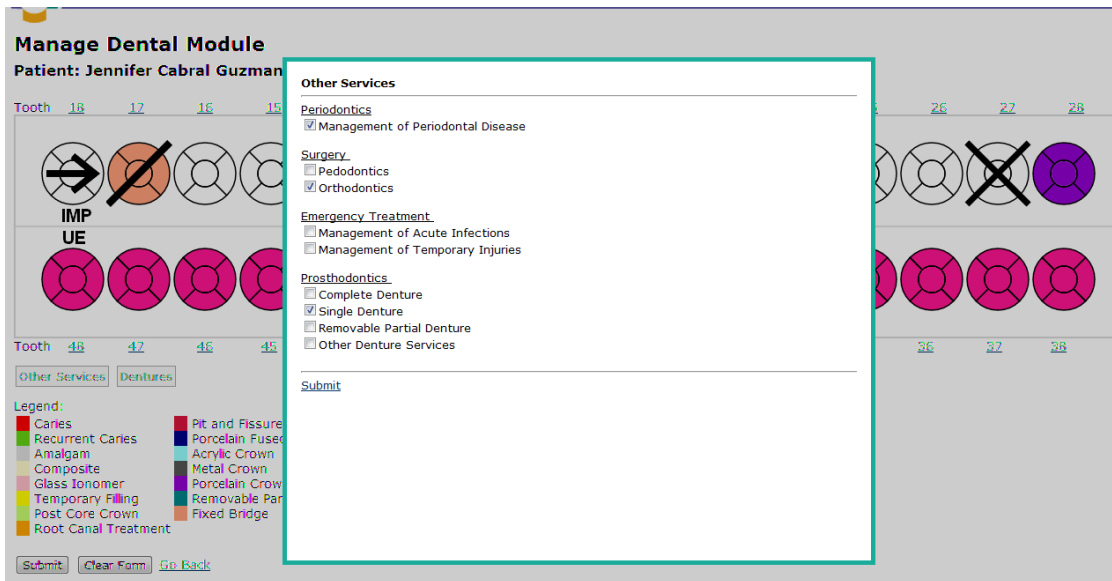 Manage Dental Module
Patient: Jennifer Cabral Guzman
Tooth 18 17 16 15 26 27 28
IMP
UE
Tooth 48 47 46 45 36 37 38
Other Services Dentures
Legend:
Caries
Recurrent Caries
Amalgam
Composite
Glass Ionomer
Temporary Filling
Post Core Crown
Root Canal Treatment
Pit and Fissure
Porcelain Fused
Acrylic Crown
Metal Crown
Porcelain Crow
Removable Par
Fixed Bridge
Submit Clear Form Go Back
Other Services
Periodontics
Management of Periodontal Disease
Surgery
Pedodontics
Orthodontics
Emergency Treatment
Management of Acute Infections
Management of Temporary Injuries
Prosthodontics
Complete Denture
Single Denture
Removable Partial Denture
Other Denture Services
Submit